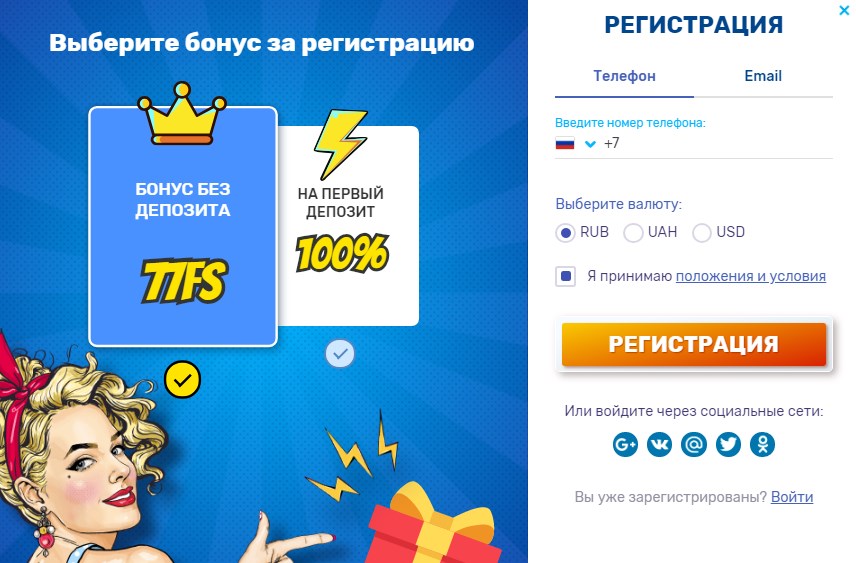 Выберите бонус за регистрацию
БОНУС БЕЗ
ДЕПОЗИТА
77FS
НА ПЕРВЫЙ
ДЕПОЗИТ
100%
РЕГИСТРАЦИЯ
Телефон Email
Введите номер телефона:
+7
Выберите валюту:
RUB UAH USD
Я принимаю положения и условия
РЕГИСТРАЦИЯ
Или войдите через социальные сети:
Вы уже зарегистрированы? Войти